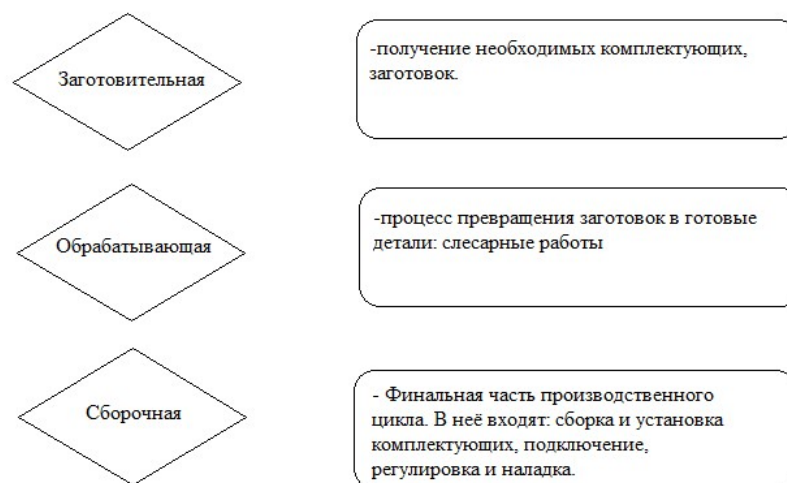 Заготовительная
-получение необходимых комплектующих,
заготовок.
Обрабатывающая
-процесс превращения заготовок в готовые
детали: слесарные работы
Сборочная
- Финальная часть производственного
цикла. В неё входят: сборка и установка
комплектующих, подключение,
регулировка и наладка.